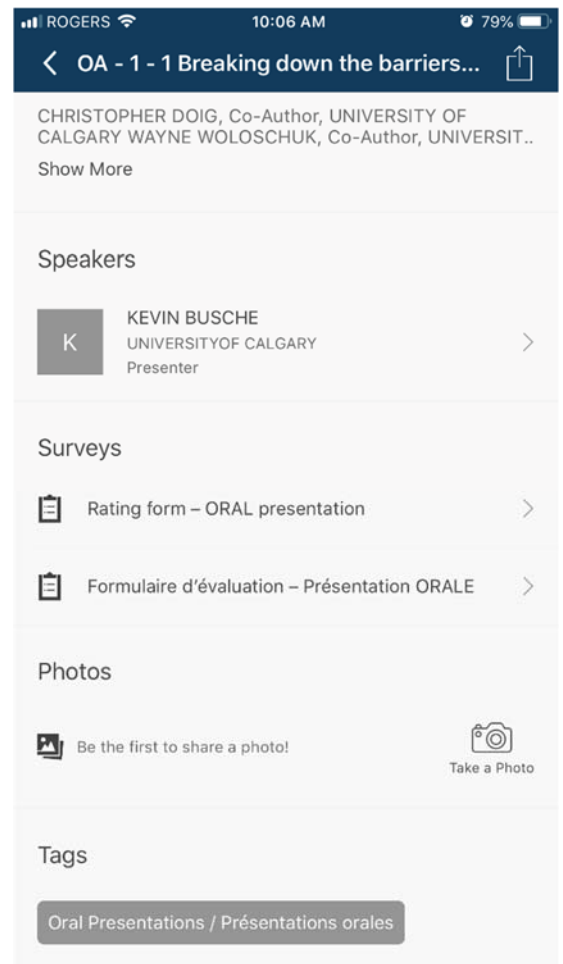 ROGERS 10:06 AM 79%
OA - 1 - 1 Breaking down the barriers...
CHRISTOPHER DOIG, Co-Author, UNIVERSITY OF
CALGARY WAYNE WOLOSCHUK, Co-Author, UNIVERSIT..
Show More
Speakers
K
KEVIN BUSCHE
UNIVERSITYOF CALGARY
Presenter
Surveys
Rating form – ORAL presentation
Formulaire d'évaluation – Présentation ORALE
Photos
Be the first to share a photo!
Take a Photo
Tags
Oral Presentations / Présentations orales